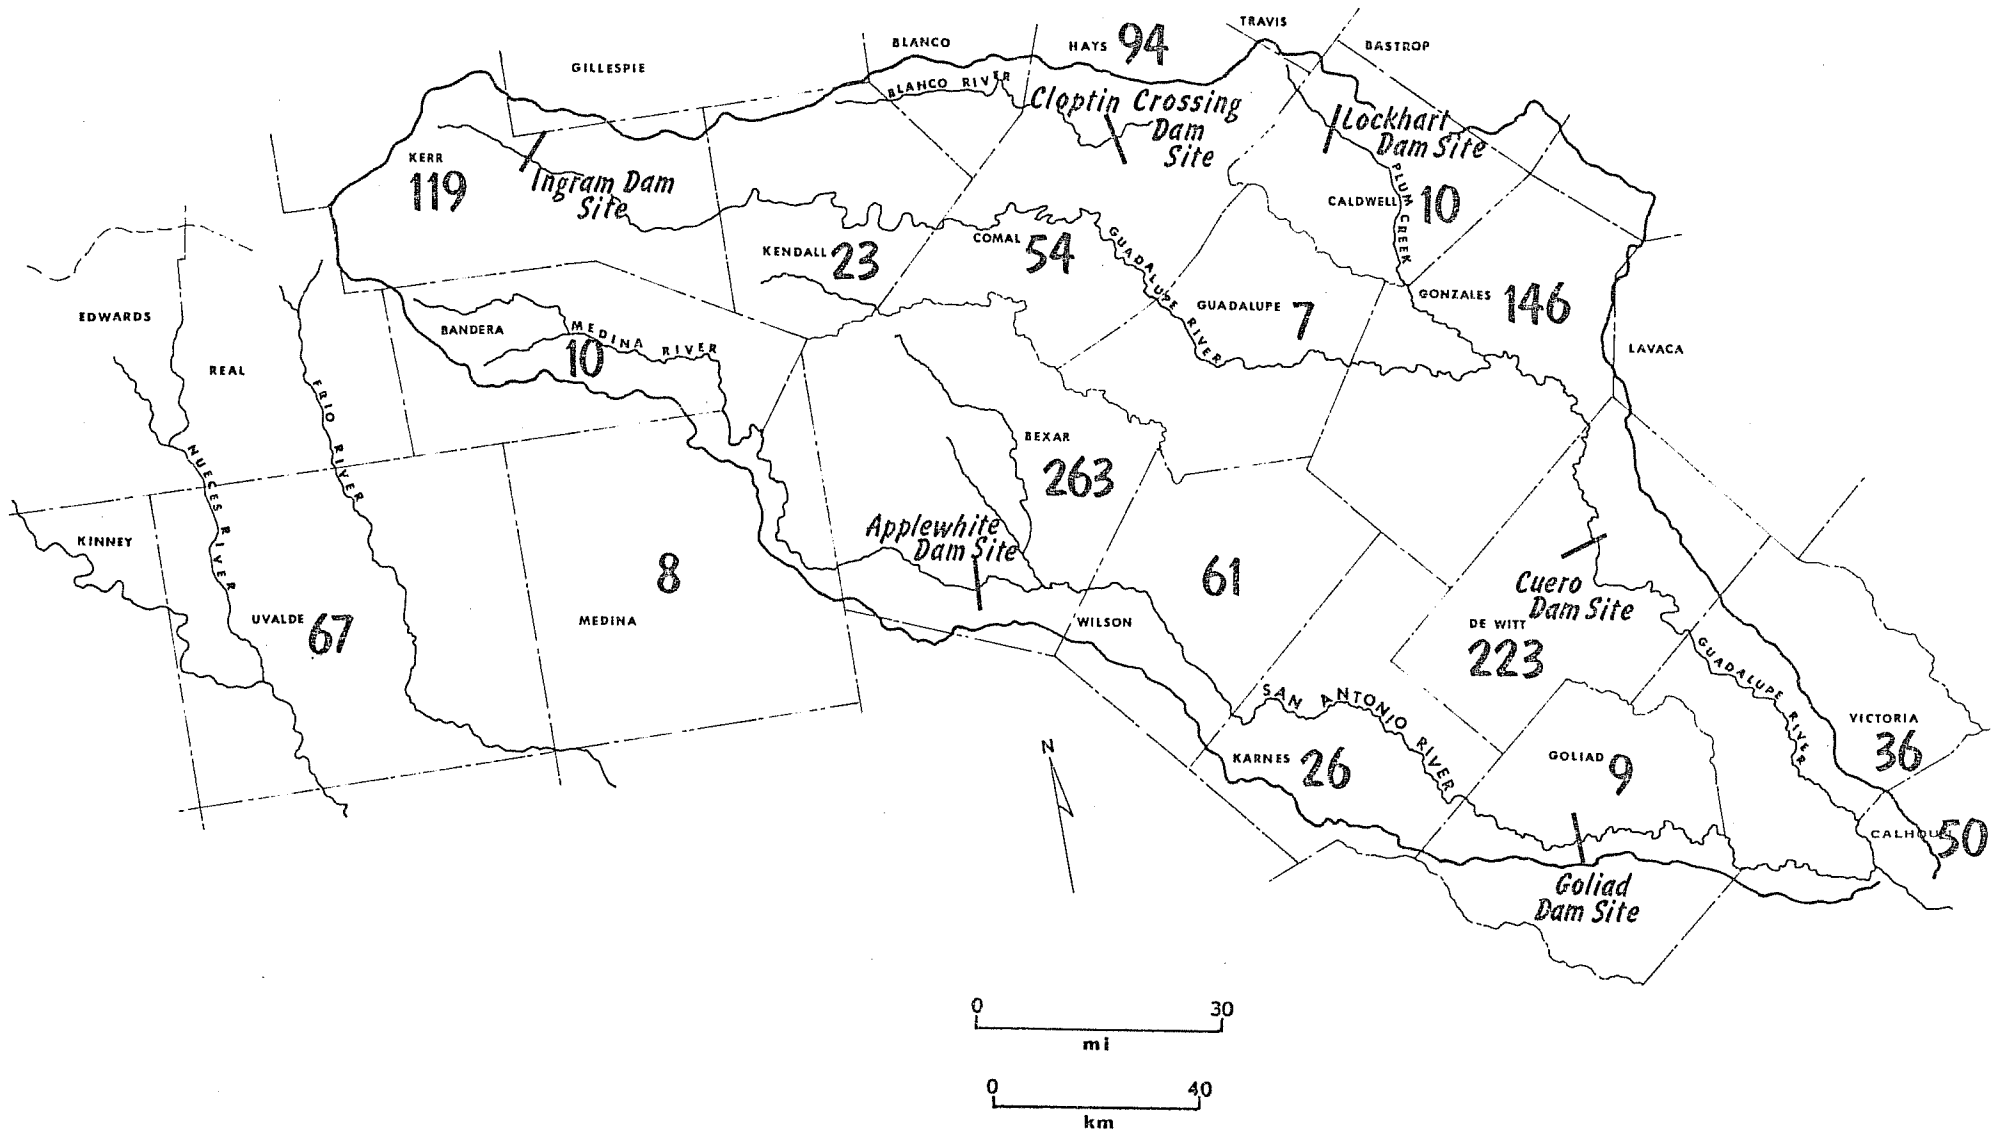 TRAVIS
BLANCO
HAYS 94
BASTROP
GILLESPIE
BLANCO RIVER
Cloptin Crossing
Dam
Site
Lockhart
Dam Site
KERR
119
Ingram Dam
Site
PLUM CREEK
CALDWELL 10
KENDALL 23
COMAL 54
GUADALUPE RIVER
GUADALUPE 7
GONZALES 146
LAVACA
EDWARDS
REAL
BANDERA
10
MEDINA RIVER
FRIO RIVER
NUECES RIVER
BEXAR
263
Applewhite
Dam Site
KINNEY
UVALDE 67
8
MEDINA
61
WILSON
Cuero
Dam Site
DE WITT
223
GUADALUPE RIVER
SAN ANTONIO RIVER
VICTORIA
36
KARNES 26
GOLIAD 9
CALHOU 50
Goliad
Dam Site
N
0 30
mi
0 40
km